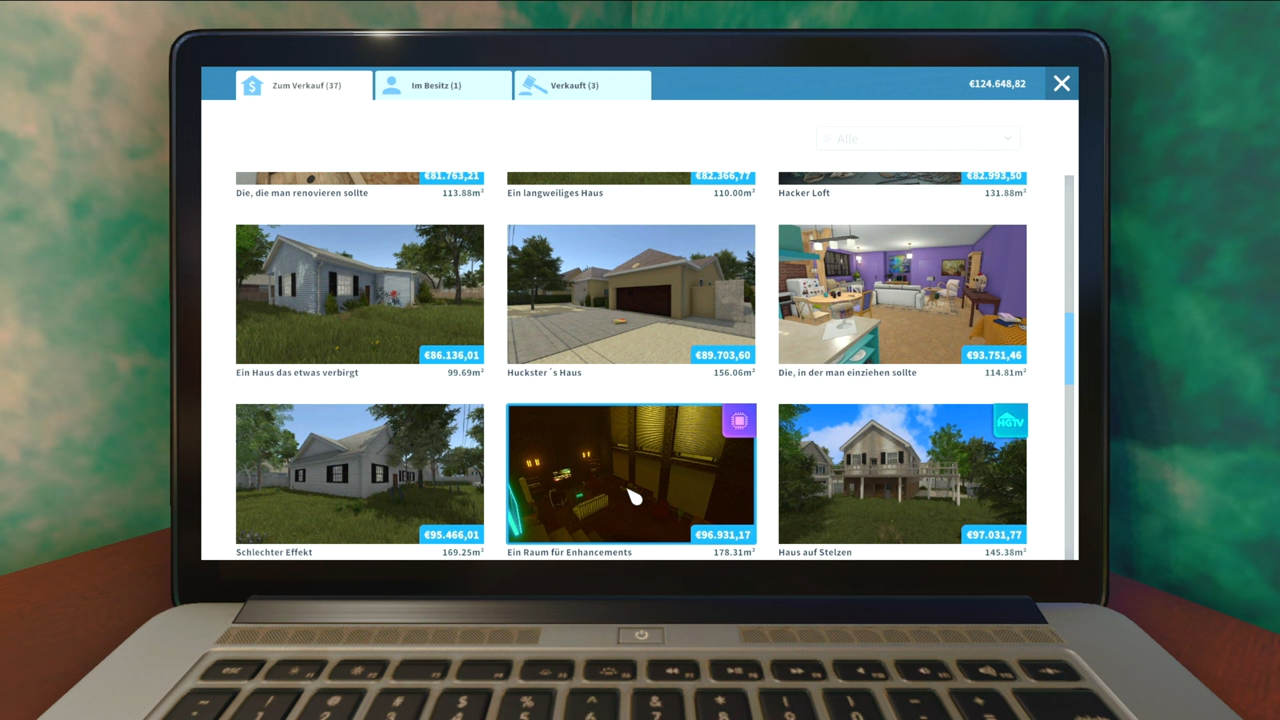 Zum Verkauf (37)
Im Besitz (1)
Verkauft (3)
€124.648,82
Alle
€81.763,21
€82.366,77
€82.993,50
Die, die man renovieren sollte 113.88m²
Ein langweiliges Haus 110.00m²
Hacker Loft 131.88m²
€86.136,01
€89.703,60
€93.751,46
Ein Haus das etwas verbirgt 99.69m²
Huckster´s Haus 156.06m²
Die, in der man einziehen sollte 114.81m²
HGTV
€95.466,01
€96.931,17
€97.031,77
Schlechter Effekt 169.25m²
Ein Raum für Enhancements 178.31m²
Haus auf Stelzen 145.38m²
esc